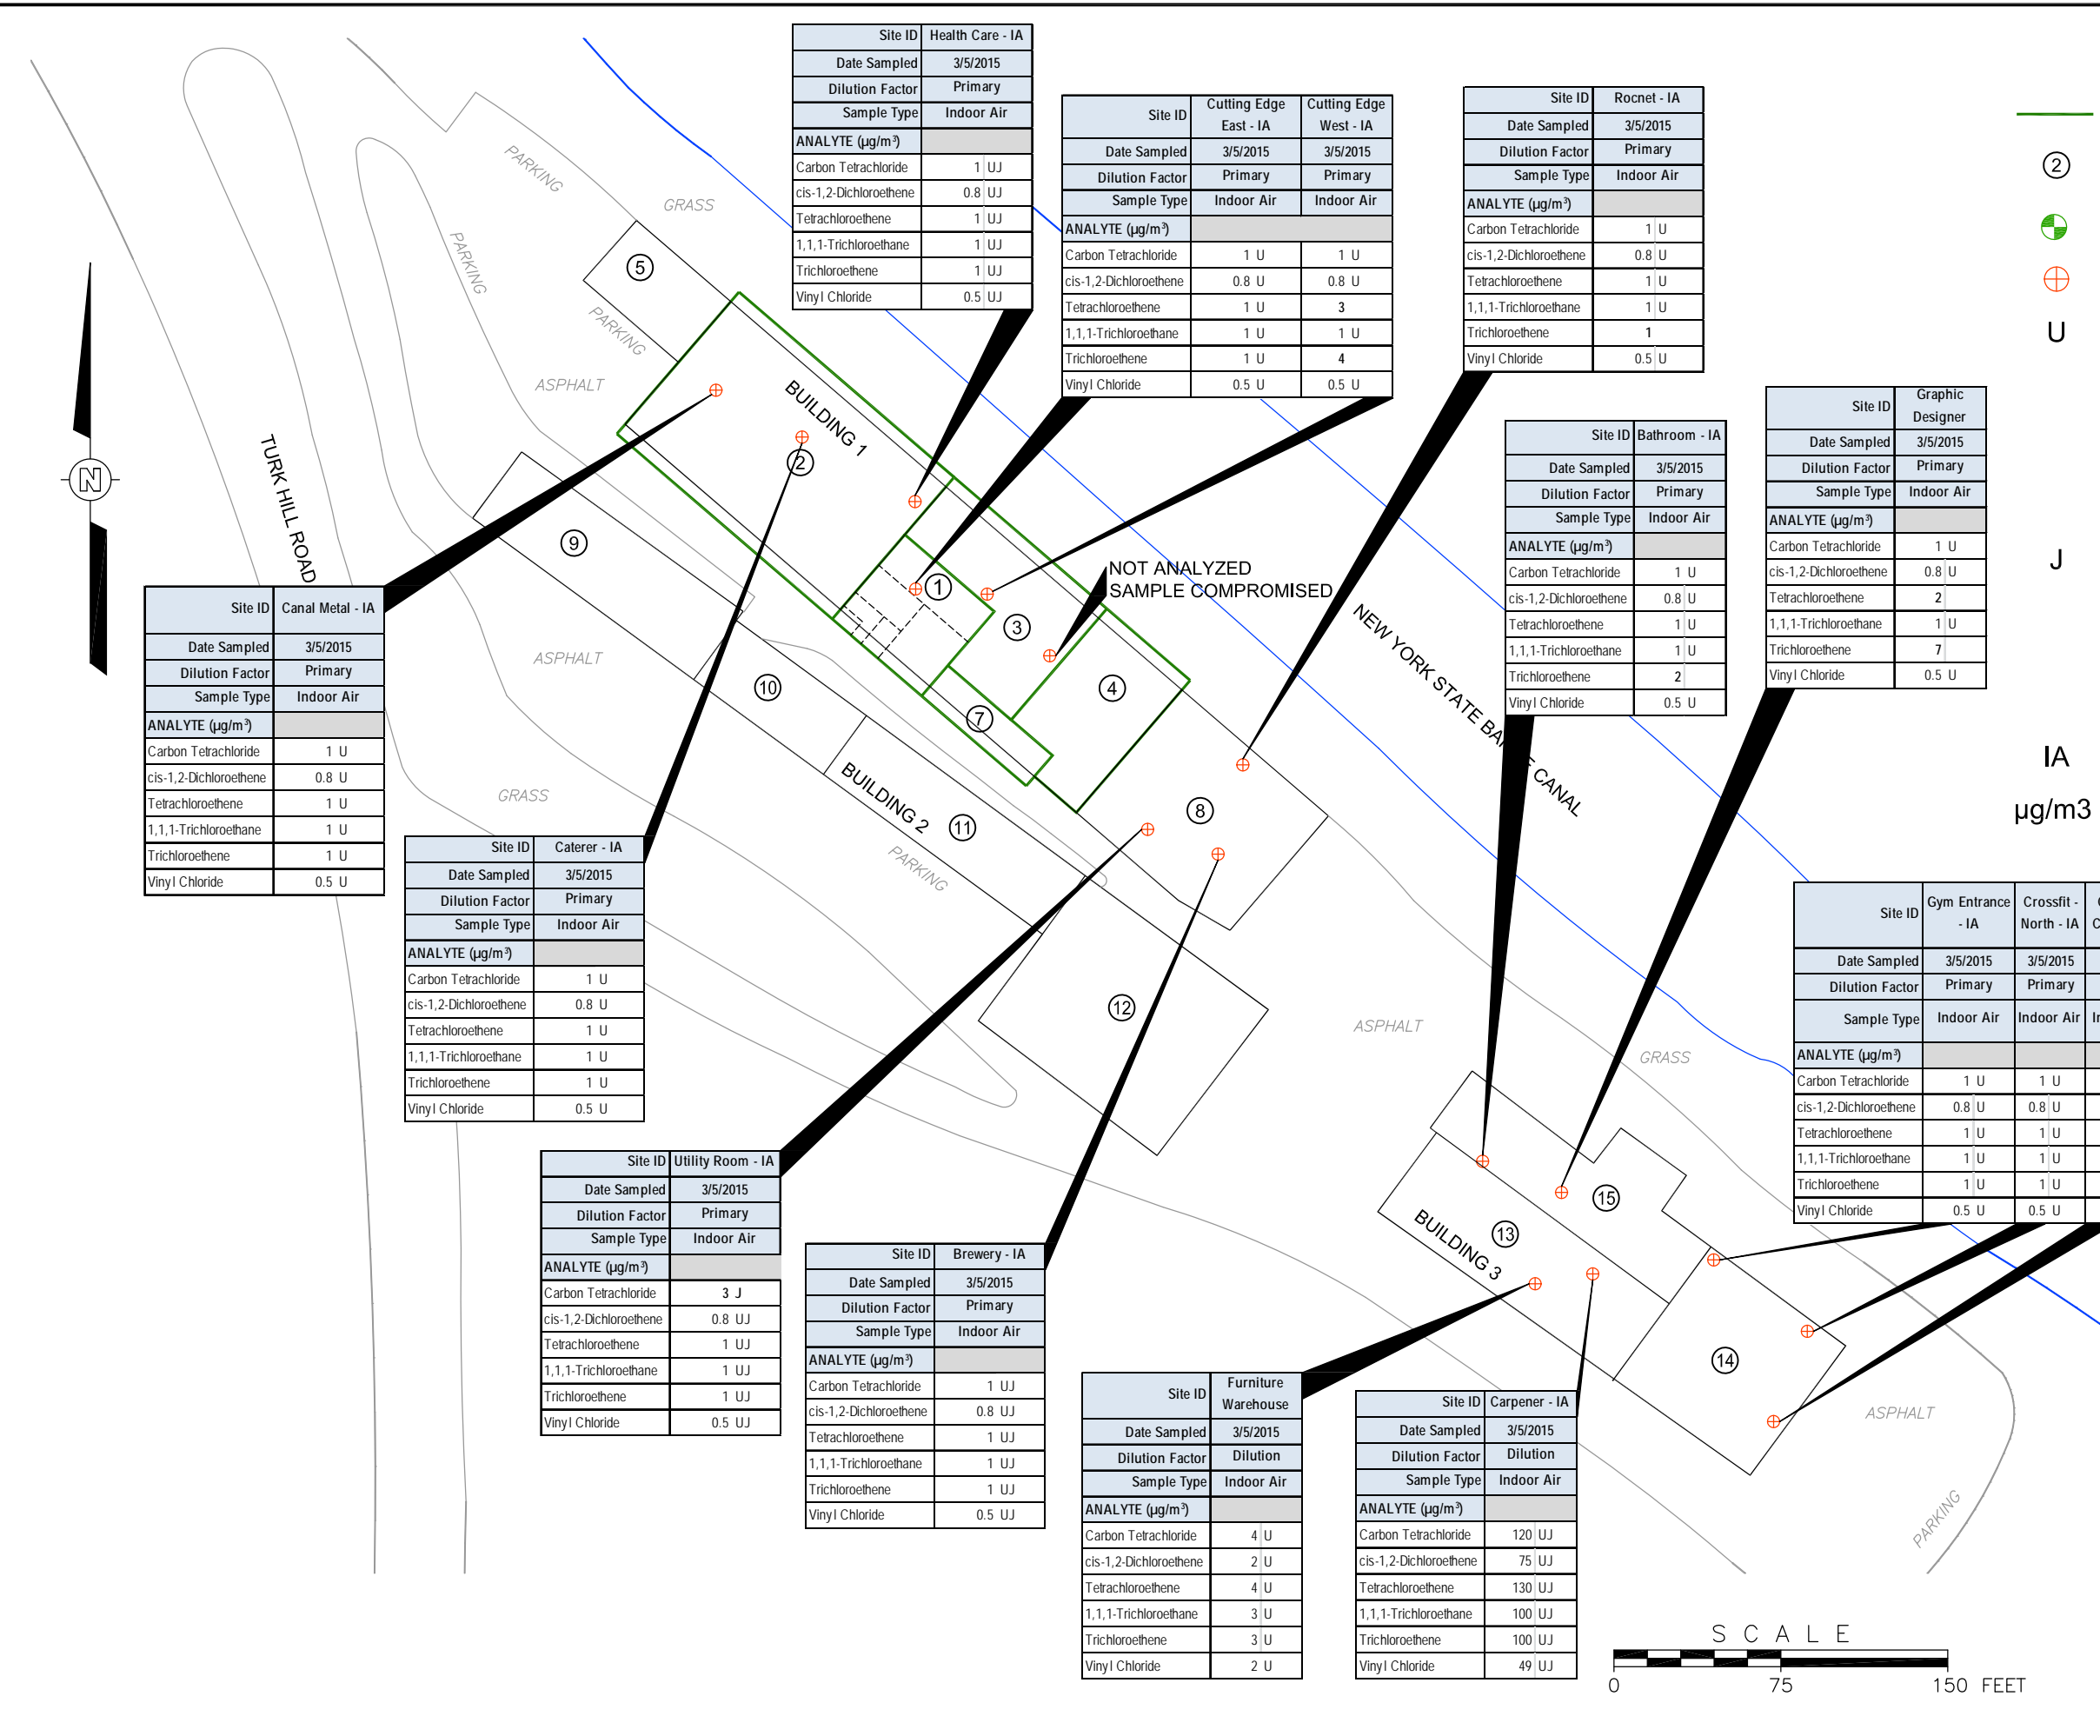 Site ID Health Care - IA
Date Sampled 3/5/2015
Dilution Factor Primary
Sample Type Indoor Air
ANALYTE (µg/m³)
Carbon Tetrachloride 1 UJ
cis-1,2-Dichloroethene 0.8 UJ
Tetrachloroethene 1 UJ
1,1,1-Trichloroethane 1 UJ
Trichloroethene 1 UJ
Vinyl Chloride 0.5 UJ
Site ID Cutting Edge East - IA Cutting Edge West - IA
Date Sampled 3/5/2015 3/5/2015
Dilution Factor Primary Primary
Sample Type Indoor Air Indoor Air
ANALYTE (µg/m³)
Carbon Tetrachloride 1 U 1 U
cis-1,2-Dichloroethene 0.8 U 0.8 U
Tetrachloroethene 1 U 3
1,1,1-Trichloroethane 1 U 1 U
Trichloroethene 1 U 4
Vinyl Chloride 0.5 U 0.5 U
Site ID Rocnet - IA
Date Sampled 3/5/2015
Dilution Factor Primary
Sample Type Indoor Air
ANALYTE (µg/m³)
Carbon Tetrachloride 1 U
cis-1,2-Dichloroethene 0.8 U
Tetrachloroethene 1 U
1,1,1-Trichloroethane 1 U
Trichloroethene 1
Vinyl Chloride 0.5 U
2
U
J
IA
µg/m3
PARKING
GRASS
PARKING
PARKING
ASPHALT
5
BUILDING 1
2
TURK HILL ROAD
N
9
1
3
NOT ANALYZED
SAMPLE COMPROMISED
4
7
ASPHALT
10
GRASS
BUILDING 2
11
PARKING
8
12
NEW YORK STATE BA
E CANAL
Site ID Bathroom - IA
Date Sampled 3/5/2015
Dilution Factor Primary
Sample Type Indoor Air
ANALYTE (µg/m³)
Carbon Tetrachloride 1 U
cis-1,2-Dichloroethene 0.8 U
Tetrachloroethene 1 U
1,1,1-Trichloroethane 1 U
Trichloroethene 2
Vinyl Chloride 0.5 U
Site ID Graphic Designer
Date Sampled 3/5/2015
Dilution Factor Primary
Sample Type Indoor Air
ANALYTE (µg/m³)
Carbon Tetrachloride 1 U
cis-1,2-Dichloroethene 0.8 U
Tetrachloroethene 2
1,1,1-Trichloroethane 1 U
Trichloroethene 7
Vinyl Chloride 0.5 U
Site ID Canal Metal - IA
Date Sampled 3/5/2015
Dilution Factor Primary
Sample Type Indoor Air
ANALYTE (µg/m³)
Carbon Tetrachloride 1 U
cis-1,2-Dichloroethene 0.8 U
Tetrachloroethene 1 U
1,1,1-Trichloroethane 1 U
Trichloroethene 1 U
Vinyl Chloride 0.5 U
Site ID Caterer - IA
Date Sampled 3/5/2015
Dilution Factor Primary
Sample Type Indoor Air
ANALYTE (µg/m³)
Carbon Tetrachloride 1 U
cis-1,2-Dichloroethene 0.8 U
Tetrachloroethene 1 U
1,1,1-Trichloroethane 1 U
Trichloroethene 1 U
Vinyl Chloride 0.5 U
Site ID Gym Entrance - IA Crossfit - North - IA
Date Sampled 3/5/2015 3/5/2015
Dilution Factor Primary Primary
Sample Type Indoor Air Indoor Air
ANALYTE (µg/m³)
Carbon Tetrachloride 1 U 1 U
cis-1,2-Dichloroethene 0.8 U 0.8 U
Tetrachloroethene 1 U 1 U
1,1,1-Trichloroethane 1 U 1 U
Trichloroethene 1 U 1 U
Vinyl Chloride 0.5 U 0.5 U
ASPHALT
GRASS
15
13
BUILDING 3
14
ASPHALT
PARKING
Site ID Utility Room - IA
Date Sampled 3/5/2015
Dilution Factor Primary
Sample Type Indoor Air
ANALYTE (µg/m³)
Carbon Tetrachloride 3 J
cis-1,2-Dichloroethene 0.8 UJ
Tetrachloroethene 1 UJ
1,1,1-Trichloroethane 1 UJ
Trichloroethene 1 UJ
Vinyl Chloride 0.5 UJ
Site ID Brewery - IA
Date Sampled 3/5/2015
Dilution Factor Primary
Sample Type Indoor Air
ANALYTE (µg/m³)
Carbon Tetrachloride 1 UJ
cis-1,2-Dichloroethene 0.8 UJ
Tetrachloroethene 1 UJ
1,1,1-Trichloroethane 1 UJ
Trichloroethene 1 UJ
Vinyl Chloride 0.5 UJ
Site ID Furniture Warehouse
Date Sampled 3/5/2015
Dilution Factor Dilution
Sample Type Indoor Air
ANALYTE (µg/m³)
Carbon Tetrachloride 4 U
cis-1,2-Dichloroethene 2 U
Tetrachloroethene 4 U
1,1,1-Trichloroethane 3 U
Trichloroethene 3 U
Vinyl Chloride 2 U
Site ID Carpener - IA
Date Sampled 3/5/2015
Dilution Factor Dilution
Sample Type Indoor Air
ANALYTE (µg/m³)
Carbon Tetrachloride 120 UJ
cis-1,2-Dichloroethene 75 UJ
Tetrachloroethene 130 UJ
1,1,1-Trichloroethane 100 UJ
Trichloroethene 100 UJ
Vinyl Chloride 49 UJ
SCALE
0 75 150 FEET